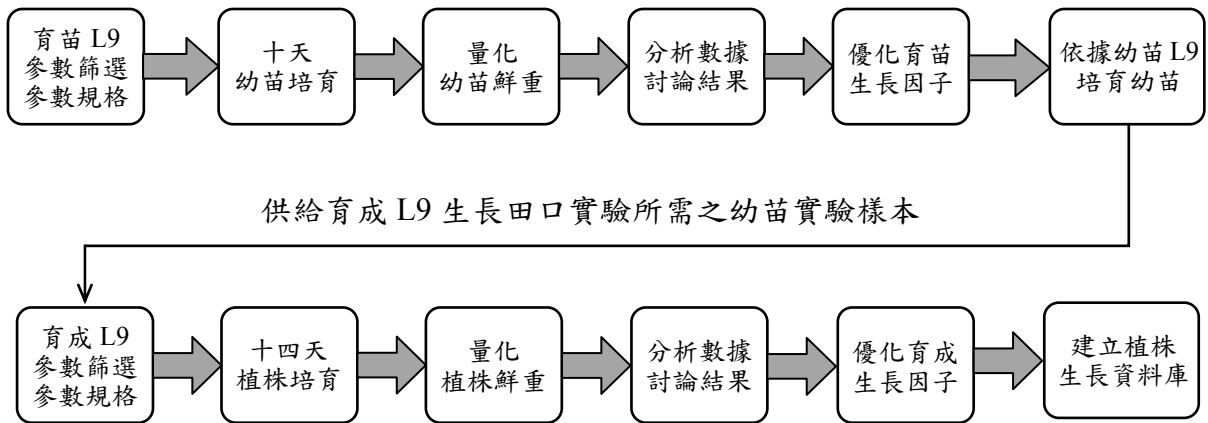 育苗 L9
參數篩選
參數規格
十天
幼苗培育
量化
幼苗鮮重
分析數據
討論結果
優化育苗
生長因子
依據幼苗 L9
培育幼苗
供給育成 L9 生長田口實驗所需之幼苗實驗樣本
育成 L9
參數篩選
參數規格
十四天
植株培育
量化
植株鮮重
分析數據
討論結果
優化育成
生長因子
建立植株
生長資料庫